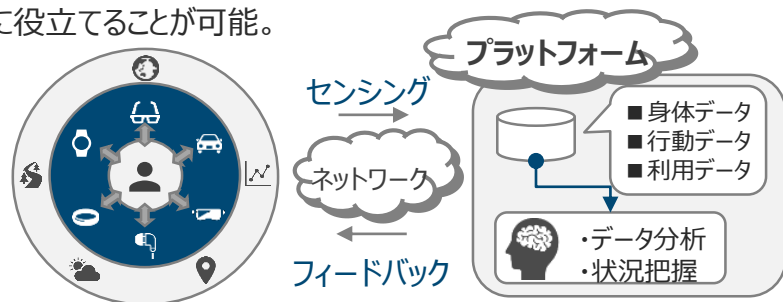 に役立てることが可能。
プラットフォーム
センシング
■身体データ
■行動データ
■利用データ
ネットワーク
フィードバック
・データ分析
・状況把握